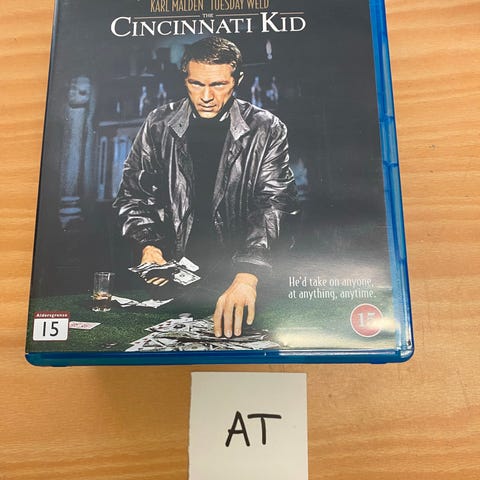 KARL MALDEN TUESDAY WELD
THE
CINCINNATI KID
He'd take on anyone,
at anything, anytime.
Aldersgrense
15
15
AT